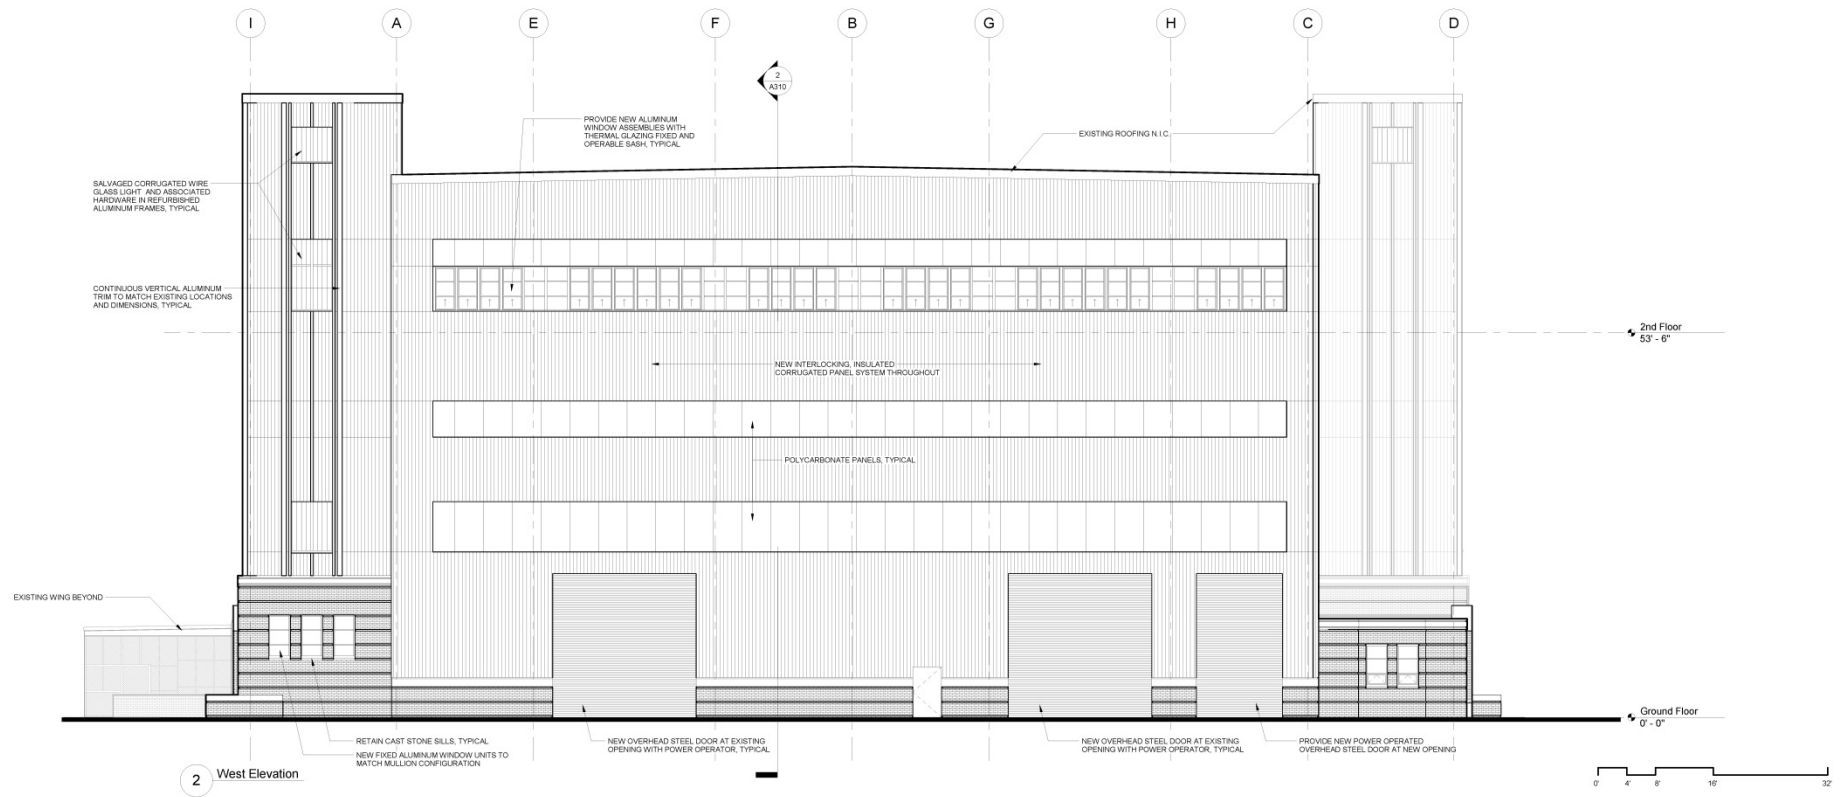 I A E F B G H C D
2
A310
PROVIDE NEW ALUMINUM
WINDOW ASSEMBLIES WITH
THERMAL GLAZING FIXED AND
OPERABLE SASH, TYPICAL
EXISTING ROOFING N.I.C.
SALVAGED CORRUGATED WIRE
GLASS LIGHT AND ASSOCIATED
HARDWARE IN REFURBISHED
ALUMINUM FRAMES, TYPICAL
CONTINUOUS VERTICAL ALUMINUM
TRIM TO MATCH EXISTING LOCATIONS
AND DIMENSIONS, TYPICAL
2nd Floor
53' - 6"
NEW INTERLOCKING, INSULATED
CORRUGATED PANEL SYSTEM THROUGHOUT
POLYCARBONATE PANELS, TYPICAL
EXISTING WING BEYOND
Ground Floor
0' - 0"
RETAIN CAST STONE SILLS, TYPICAL
NEW FIXED ALUMINUM WINDOW UNITS TO
MATCH MULLION CONFIGURATION
NEW OVERHEAD STEEL DOOR AT EXISTING
OPENING WITH POWER OPERATOR, TYPICAL
NEW OVERHEAD STEEL DOOR AT EXISTING
OPENING WITH POWER OPERATOR, TYPICAL
PROVIDE NEW POWER OPERATED
OVERHEAD STEEL DOOR AT NEW OPENING
2 West Elevation
0' 4' 8' 16' 32'